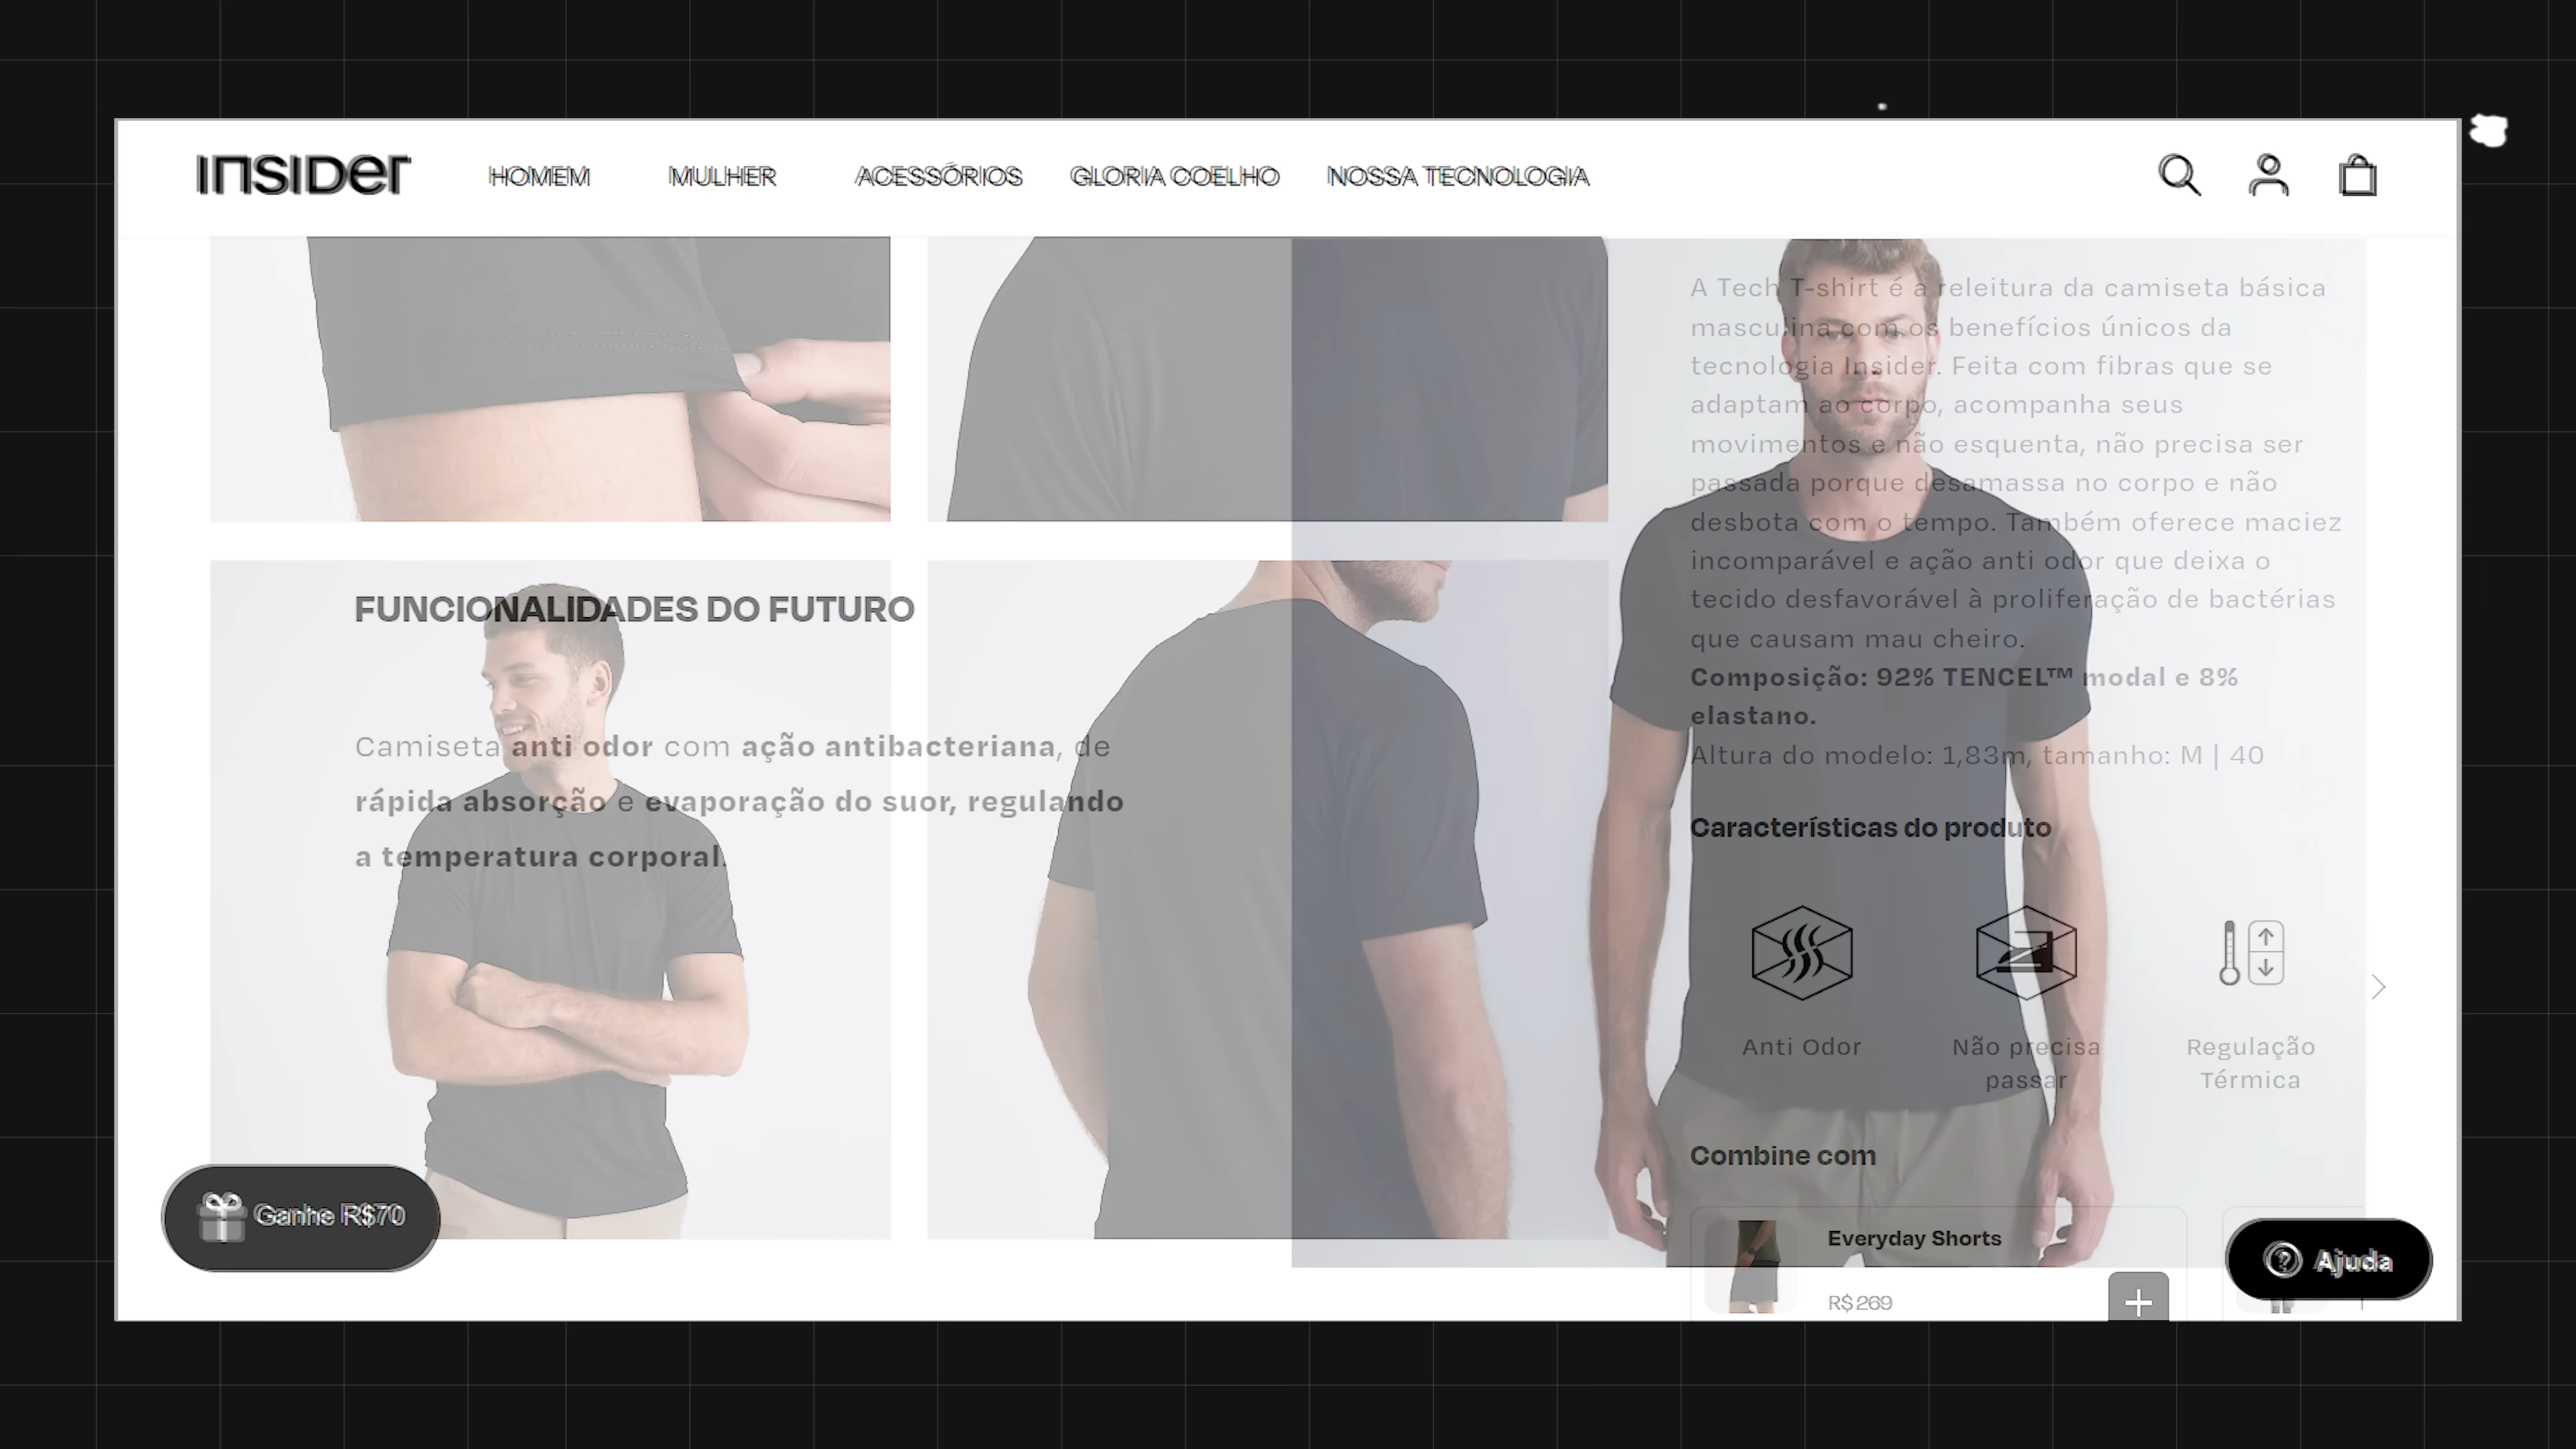 INSIDER
HOMEM
MULHER
ACESSÓRIOS
GLORIA COELHO
NOSSA TECNOLOGIA
A Tech T-shirt é a releitura da camiseta básica
masculina com os benefícios únicos da
tecnologia Insider. Feita com fibras que se
adaptam ao corpo, acompanha seus
movimentos e não esquenta, não precisa ser
passada porque desamassa no corpo e não
desbota com o tempo. Também oferece maciez
incomparável e ação anti odor que deixa o
tecido desfavorável à proliferação de bactérias
que causam mau cheiro.
Composição: 92% TENCEL™ modal e 8%
elastano.
Altura do modelo: 1,83m, tamanho: M | 40
Características do produto
Anti Odor
Não precisa
passar
Regulação
Térmica
Combine com
Everyday Shorts
R$ 269
FUNCIONALIDADES DO FUTURO
Camiseta anti odor com ação antibacteriana, de
rápida absorção e evaporação do suor, regulando
a temperatura corporal.
Ganhe R$70
Ajuda